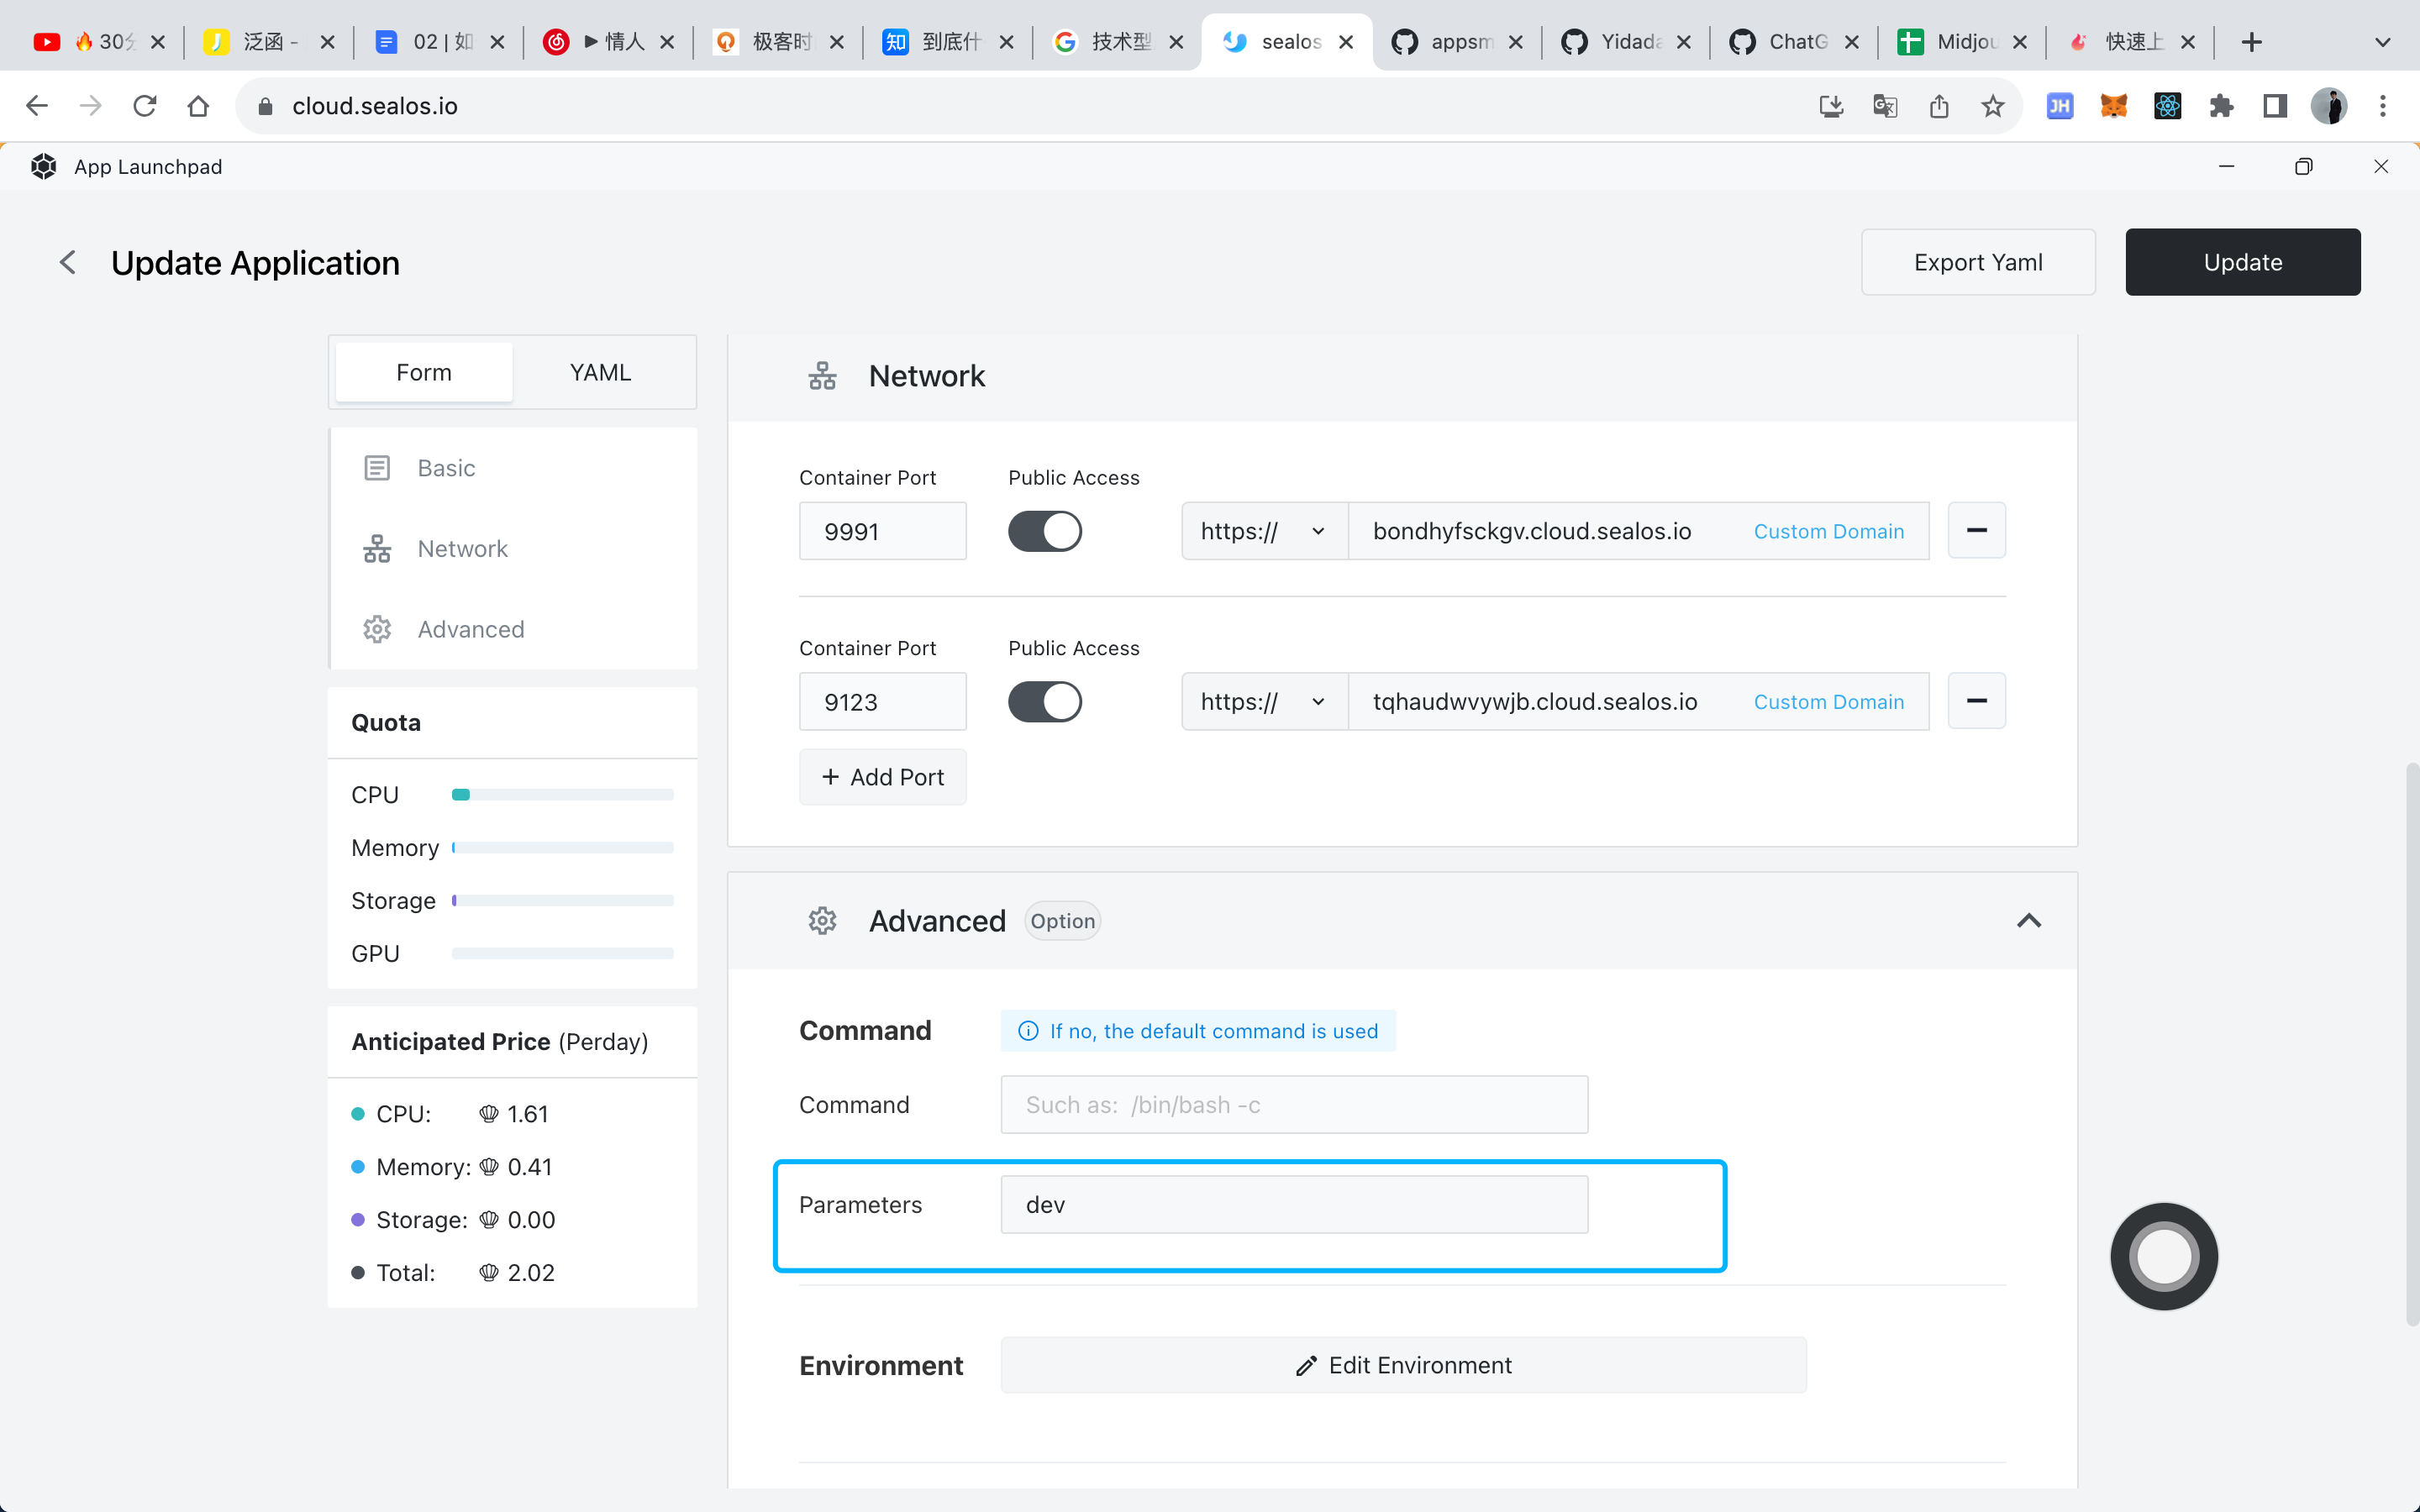 🔥 30分
泛函 -
02 | 如
▶ 情人
极客时
知
到底什
技术型
sealos
appsm
Yidada
ChatG
Midjou
快速上
cloud.sealos.io
JH
App Launchpad
Update Application
Export Yaml
Update
Form
YAML
Basic
Network
Advanced
Quota
CPU
Memory
Storage
GPU
Anticipated Price (Perday)
CPU: 1.61
Memory: 0.41
Storage: 0.00
Total: 2.02
Network
Container Port
Public Access
9991
https://
bondhyfsckgv.cloud.sealos.io
Custom Domain
Container Port
Public Access
9123
https://
tqhaudwvywjb.cloud.sealos.io
Custom Domain
+ Add Port
Advanced
Option
Command
If no, the default command is used
Command
Such as: /bin/bash -c
Parameters
dev
Environment
Edit Environment